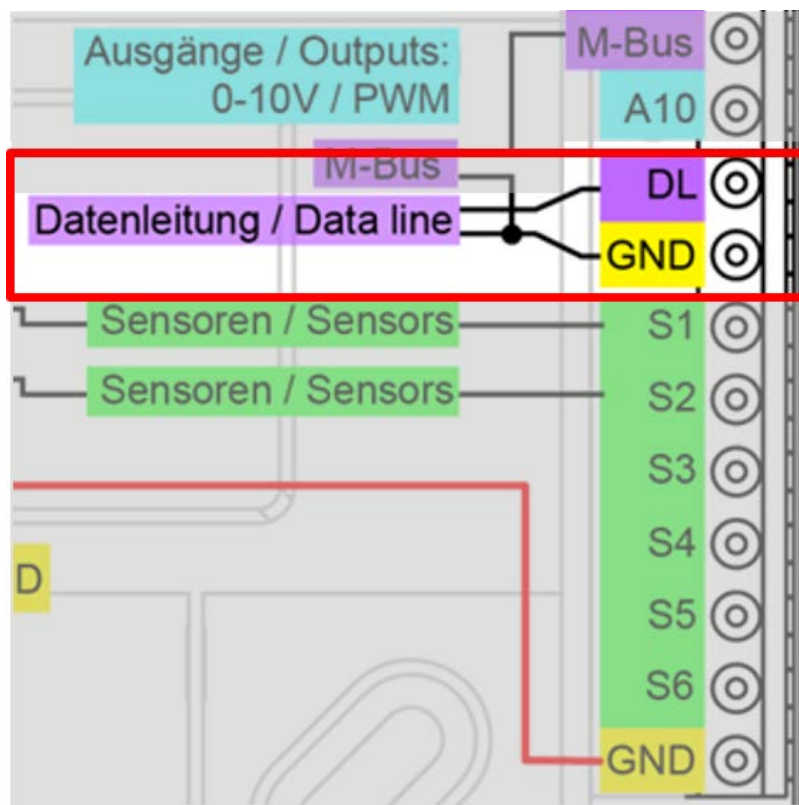 Ausgänge / Outputs:
0-10V / PWM
M-Bus
A10
M-Bus
DL
Datenleitung / Data line
GND
Sensoren / Sensors
S1
Sensoren / Sensors
S2
S3
S4
D
S5
S6
GND